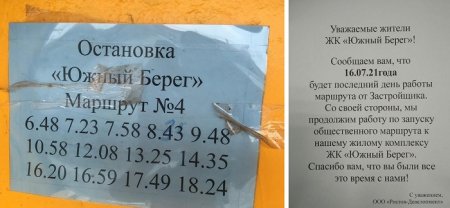 Остановка
«Южный Берег»
Маршрут №4
6.48 7.23 7.58 8.43 9.48
10.58 12.08 13.25 14.35
16.20 16.59 17.49 18.24
Уважаемые жители
ЖК «Южный Берег»!
Сообщаем вам, что
16.07.21года
будет последний день работы
маршрута от Застройщика.
Со своей стороны, мы
продолжим работу по запуску
общественного маршрута к
нашему жилому комплексу
ЖК «Южный Берег».
Спасибо вам, что вы были все
это время с нами!
С уважением,
ООО